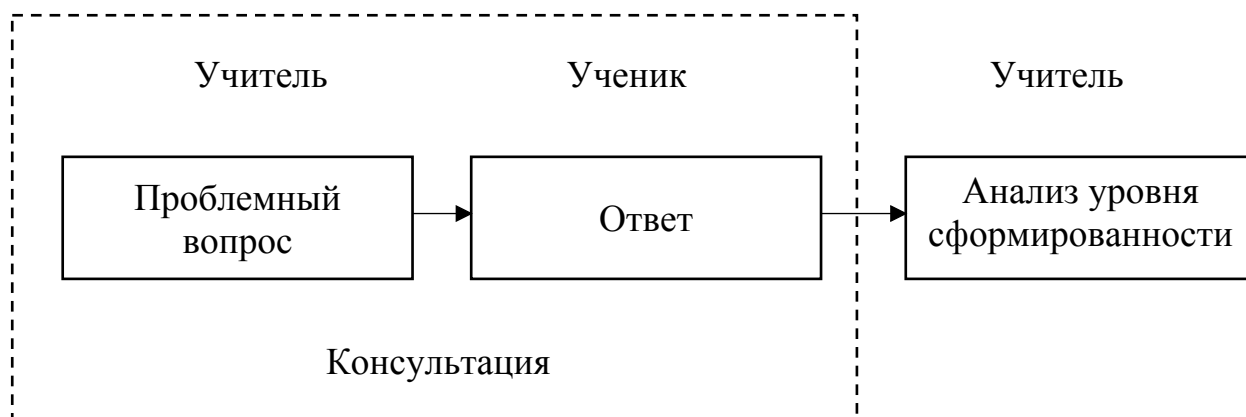 Учитель
Ученик
Учитель
Проблемный
вопрос
Ответ
Анализ уровня
сформированности
Консультация